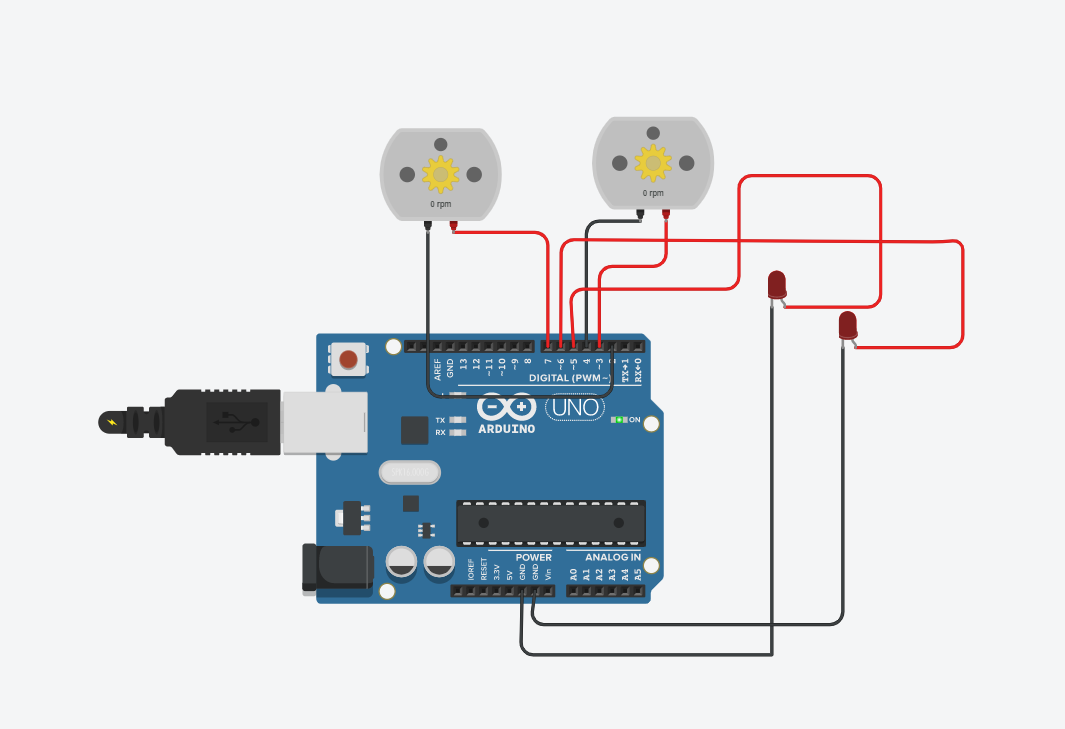 0 rpm
0 rpm
AREF
GND
13
12
~11
~10
~9
8
7
~6
~5
4
~3
TX→1
RX←0
DIGITAL (PWM
TX
RX
ARDUINO
UNO
ON
POWER
ANALOG IN
IOREF
RESET
3.3V
5V
GND
GND
Vin
A0
A1
A2
A3
A4
A5